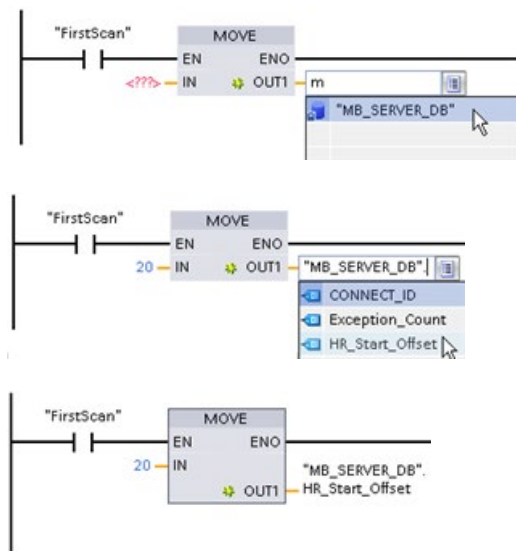 "FirstScan"
MOVE
EN ENO
<???> IN OUT1 m
"MB_SERVER_DB"
"FirstScan"
MOVE
EN ENO
20 IN OUT1 "MB_SERVER_DB".
CONNECT_ID
Exception_Count
HR_Start_Offset
"FirstScan"
MOVE
EN ENO
20 IN
"MB_SERVER_DB".
OUT1 HR_Start_Offset